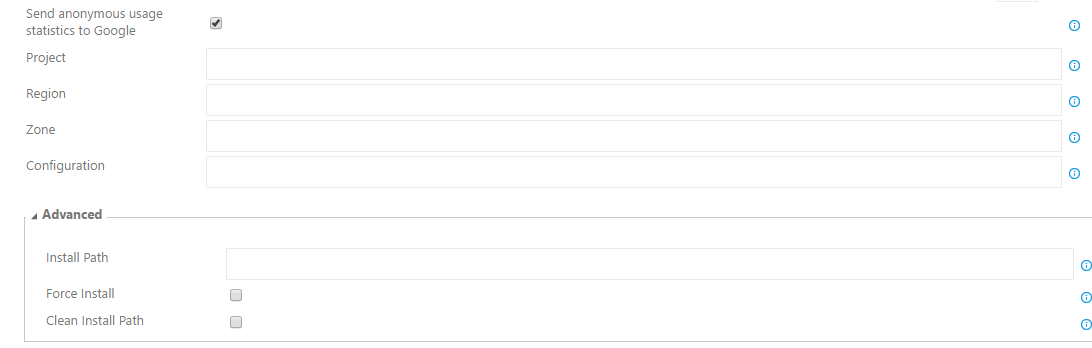 Send anonymous usage
statistics to Google
Project
Region
Zone
Configuration
Advanced
Install Path
Force Install
Clean Install Path